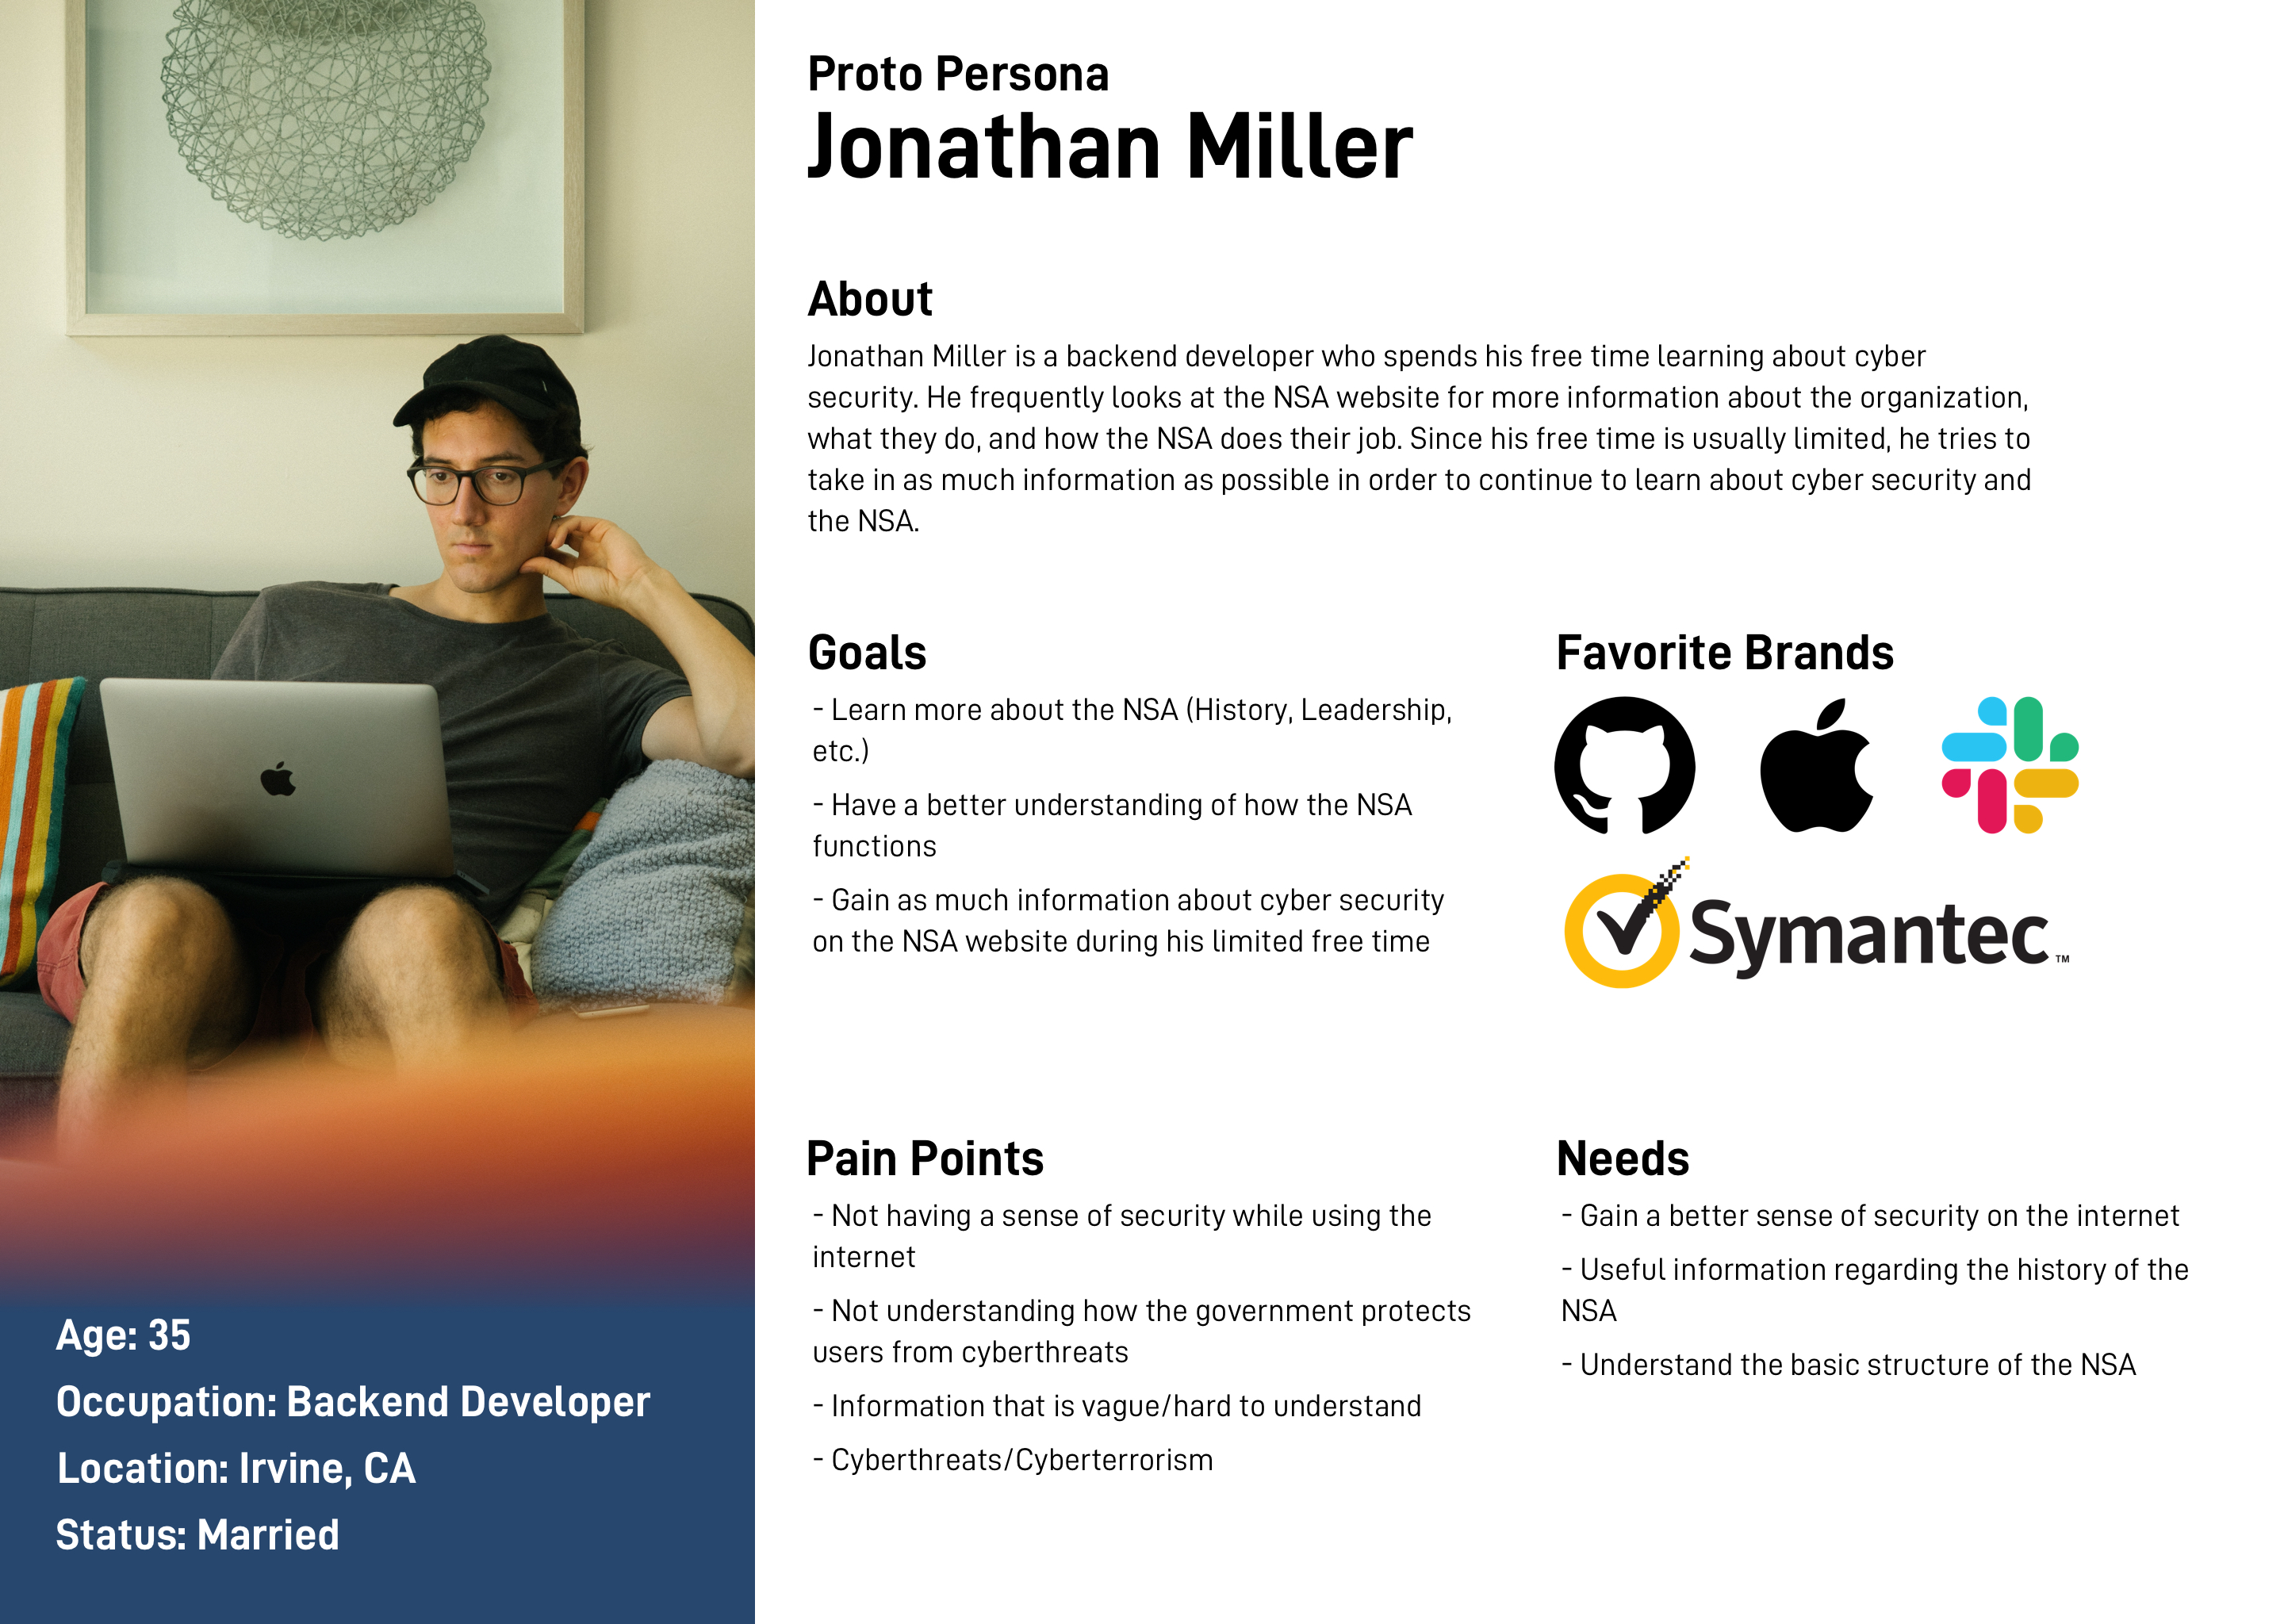 Proto Persona
Jonathan Miller
About
Jonathan Miller is a backend developer who spends his free time learning about cyber
security. He frequently looks at the NSA website for more information about the organization,
what they do, and how the NSA does their job. Since his free time is usually limited, he tries to
take in as much information as possible in order to continue to learn about cyber security and
the NSA.
Goals
- Learn more about the NSA (History, Leadership,
etc.)
- Have a better understanding of how the NSA
functions
- Gain as much information about cyber security
on the NSA website during his limited free time
Favorite Brands
Symantec™
Pain Points
- Not having a sense of security while using the
internet
- Not understanding how the government protects
users from cyberthreats
- Information that is vague/hard to understand
- Cyberthreats/Cyberterrorism
Needs
- Gain a better sense of security on the internet
- Useful information regarding the history of the
NSA
- Understand the basic structure of the NSA
Age: 35
Occupation: Backend Developer
Location: Irvine, CA
Status: Married